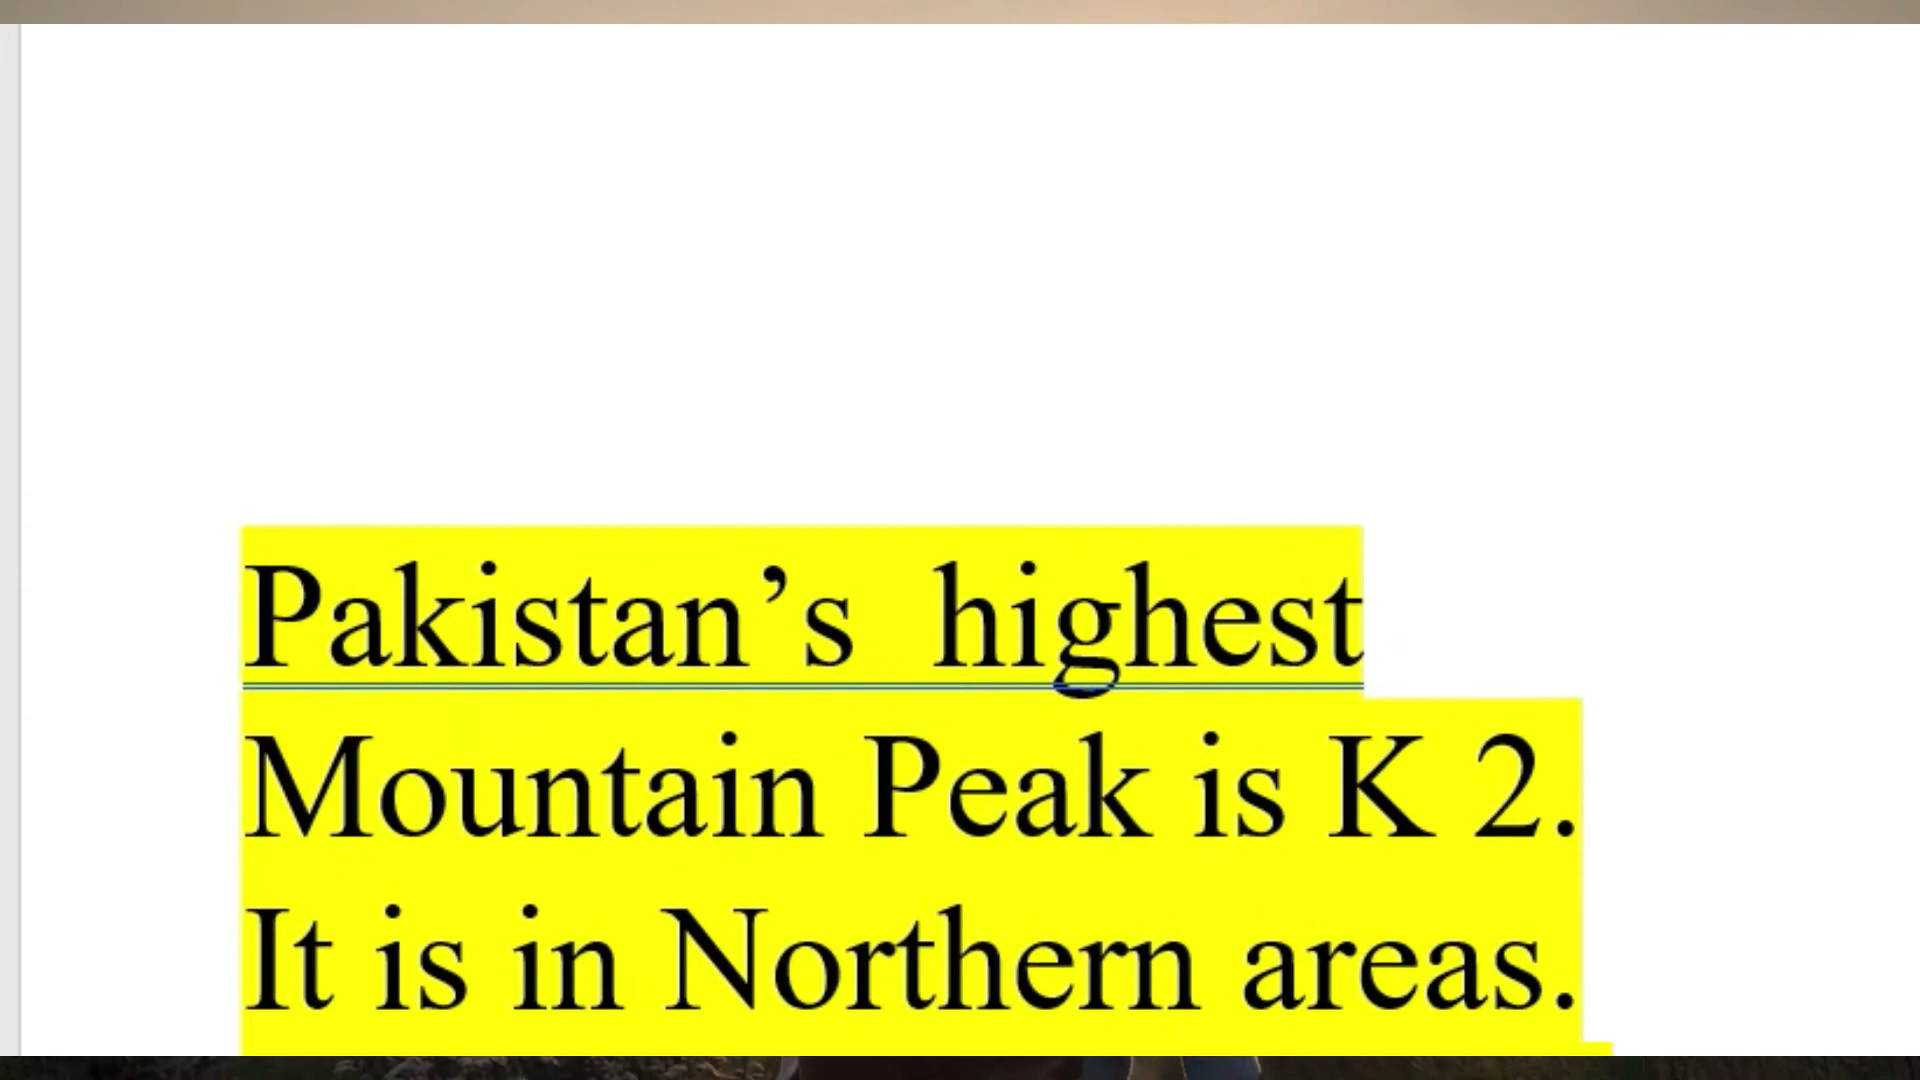 Pakistan’s  highest
Mountain Peak is K 2.
It is in Northern areas.